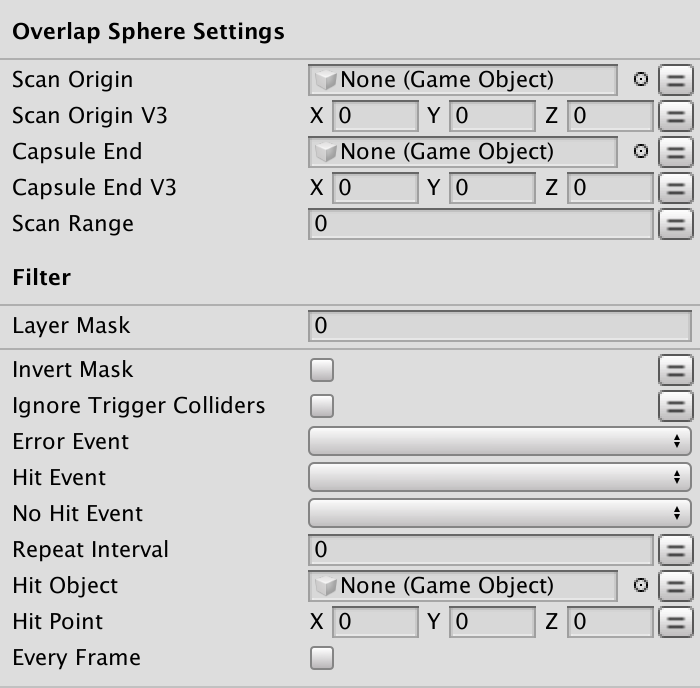 Overlap Sphere Settings
Scan Origin None (Game Object)
Scan Origin V3 X 0 Y 0 Z 0
Capsule End None (Game Object)
Capsule End V3 X 0 Y 0 Z 0
Scan Range 0
Filter
Layer Mask 0
Invert Mask
Ignore Trigger Colliders
Error Event
Hit Event
No Hit Event
Repeat Interval 0
Hit Object None (Game Object)
Hit Point X 0 Y 0 Z 0
Every Frame